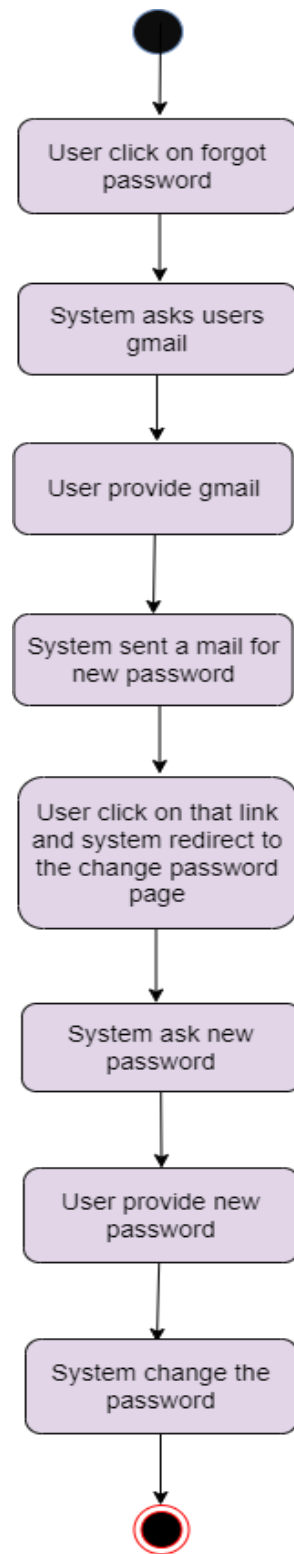 User click on forgot
password
System asks users
gmail
User provide gmail
System sent a mail for
new password
User click on that link
and system redirect to
the change password
page
System ask new
password
User provide new
password
System change the
password